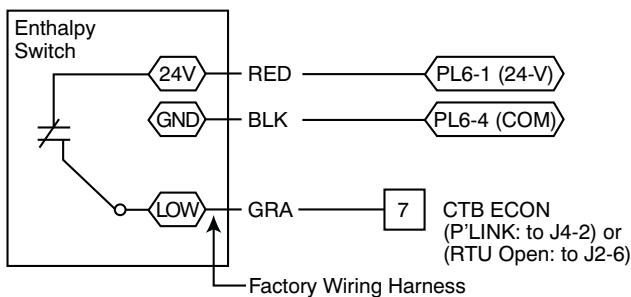 Enthalpy
Switch
24V RED PL6-1 (24-V)
GND BLK PL6-4 (COM)
LOW GRA 7 CTB ECON
(P'LINK: to J4-2) or
(RTU Open: to J2-6)
Factory Wiring Harness